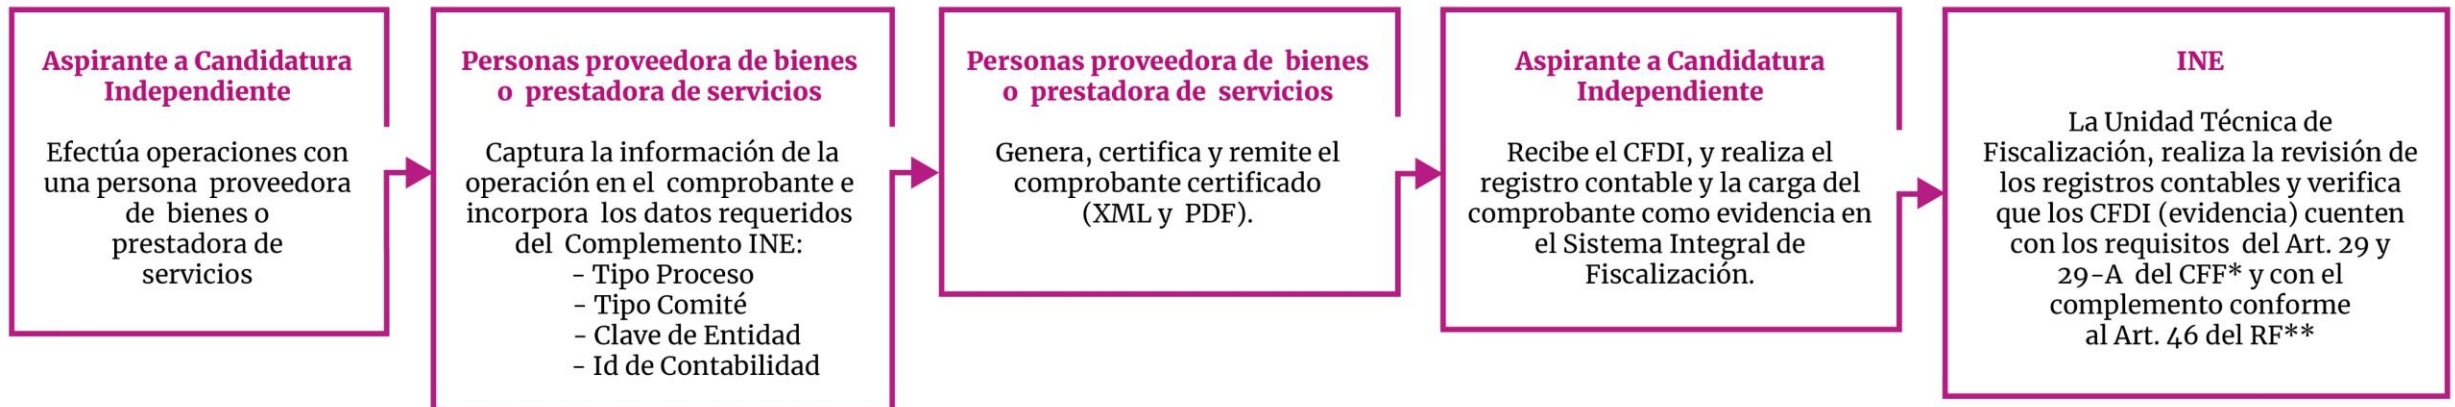 Aspirante a Candidatura
Independiente
Efectúa operaciones con
una persona proveedora
de bienes o
prestadora de
servicios
Personas proveedora de bienes
o prestadora de servicios
Captura la información de la
operación en el comprobante e
incorpora los datos requeridos
del Complemento INE:
- Tipo Proceso
- Tipo Comité
- Clave de Entidad
- Id de Contabilidad
Personas proveedora de bienes
o prestadora de servicios
Genera, certifica y remite el
comprobante certificado
(XML y PDF).
Aspirante a Candidatura
Independiente
Recibe el CFDI, y realiza el
registro contable y la carga del
comprobante como evidencia en
el Sistema Integral de
Fiscalización.
INE
La Unidad Técnica de
Fiscalización, realiza la revisión de
los registros contables y verifica
que los CFDI (evidencia) cuenten
con los requisitos del Art. 29 y
29-A del CFF* y con el
complemento conforme
al Art. 46 del RF**